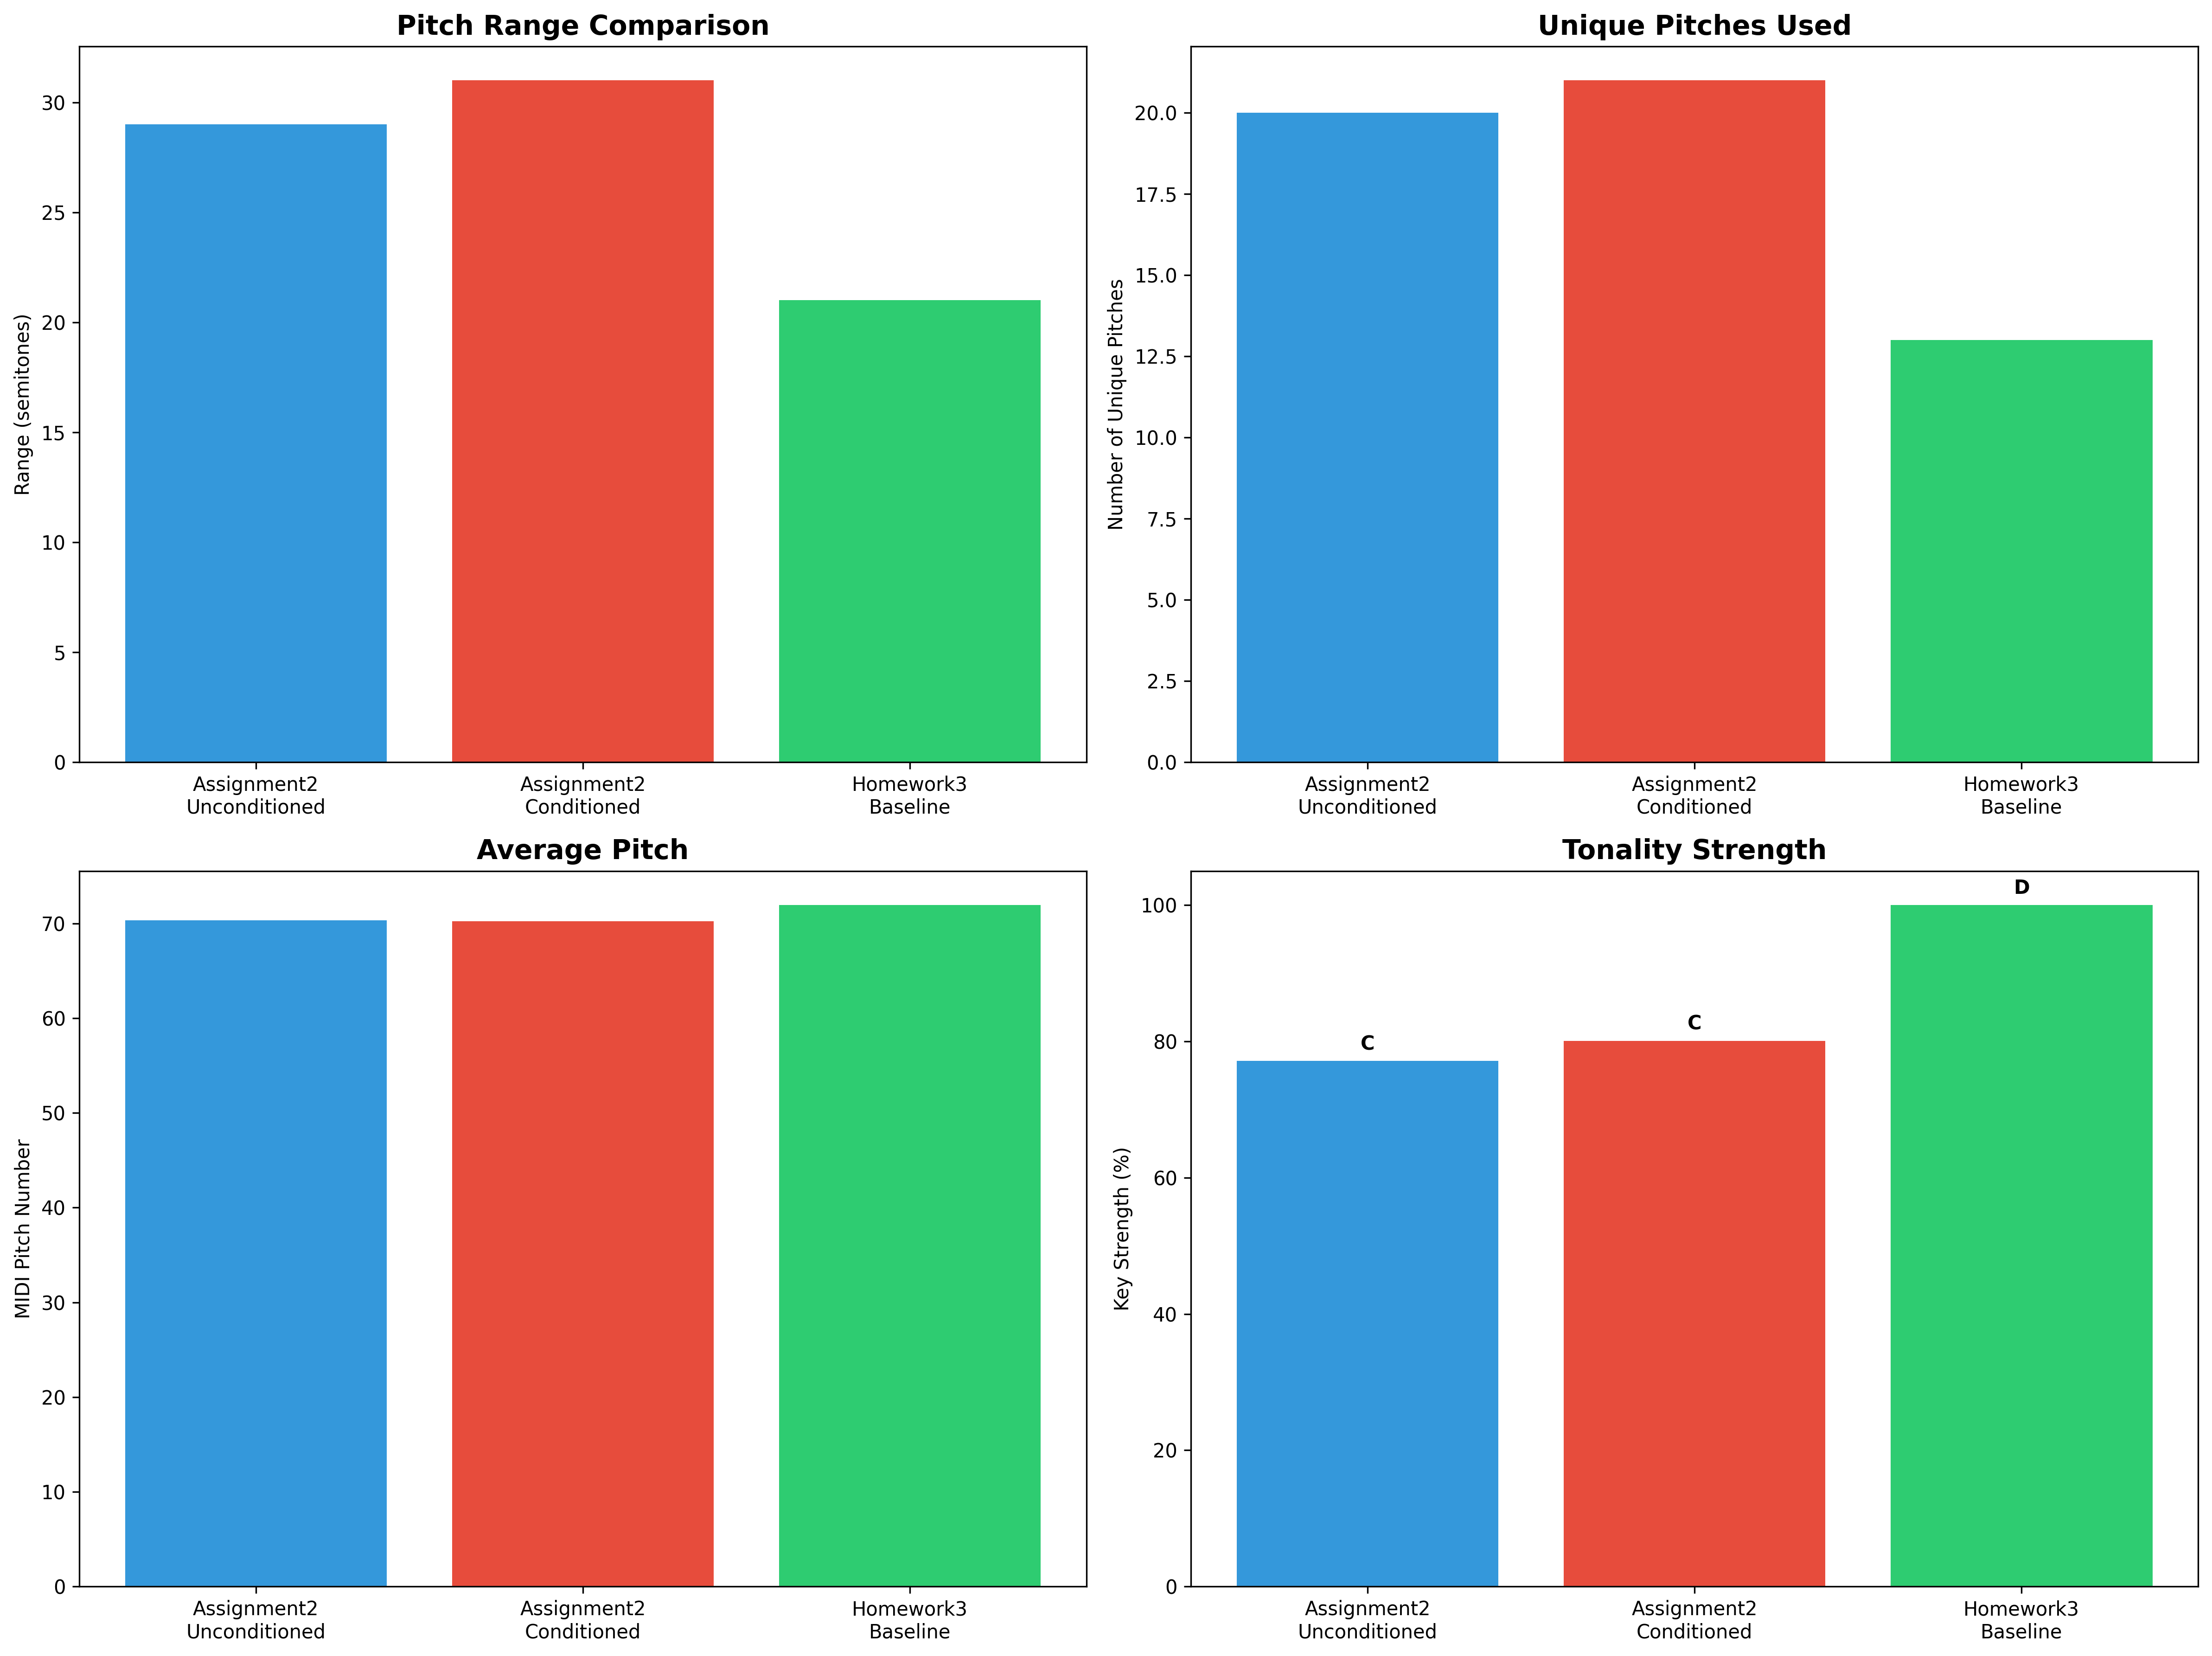 Pitch Range Comparison
Range (semitones)
30
25
20
15
10
5
0
Assignment2
Unconditioned
Assignment2
Conditioned
Homework3
Baseline
Unique Pitches Used
Number of Unique Pitches
20.0
17.5
15.0
12.5
10.0
7.5
5.0
2.5
0.0
Assignment2
Unconditioned
Assignment2
Conditioned
Homework3
Baseline
Average Pitch
MIDI Pitch Number
70
60
50
40
30
20
10
0
Assignment2
Unconditioned
Assignment2
Conditioned
Homework3
Baseline
Tonality Strength
Key Strength (%)
100
80
60
40
20
0
C
C
D
Assignment2
Unconditioned
Assignment2
Conditioned
Homework3
Baseline